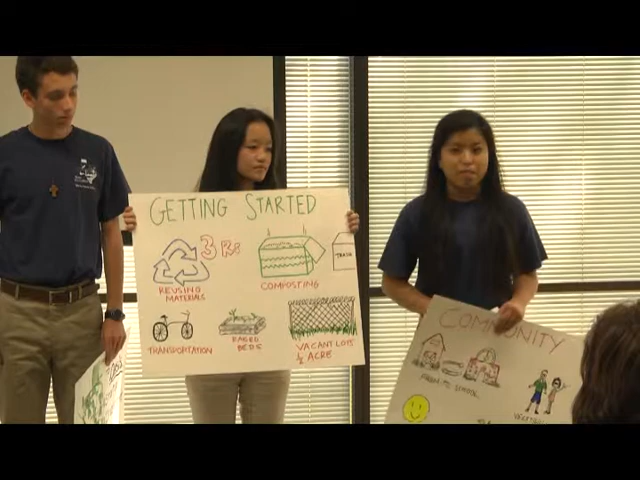 GETTING STARTED
3 R's
REUSING
MATERIALS
COMPOSTING
TRASH
TRANSPORTATION
RAISED
BEDS
VACANT LOT
1/2 ACRE
COMMUNITY